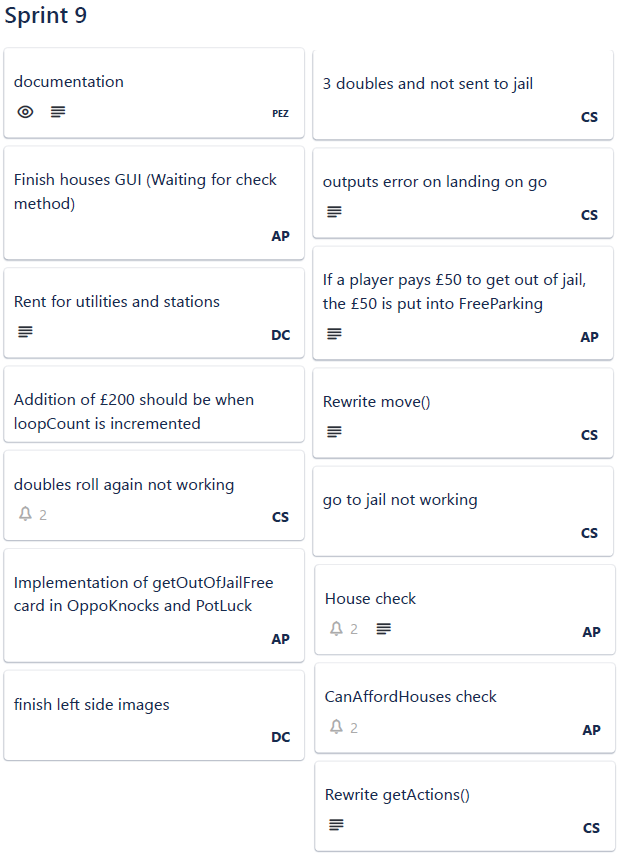 Sprint 9
documentation
PEZ
Finish houses GUI (Waiting for check
method)
AP
Rent for utilities and stations
DC
Addition of £200 should be when
loopCount is incremented
doubles roll again not working
2
CS
Implementation of getOutOfJailFree
card in OppoKnocks and PotLuck
AP
finish left side images
DC
3 doubles and not sent to jail
CS
outputs error on landing on go
CS
If a player pays £50 to get out of jail,
the £50 is put into FreeParking
AP
Rewrite move()
CS
go to jail not working
CS
House check
2
AP
CanAffordHouses check
2
AP
Rewrite getActions()
CS